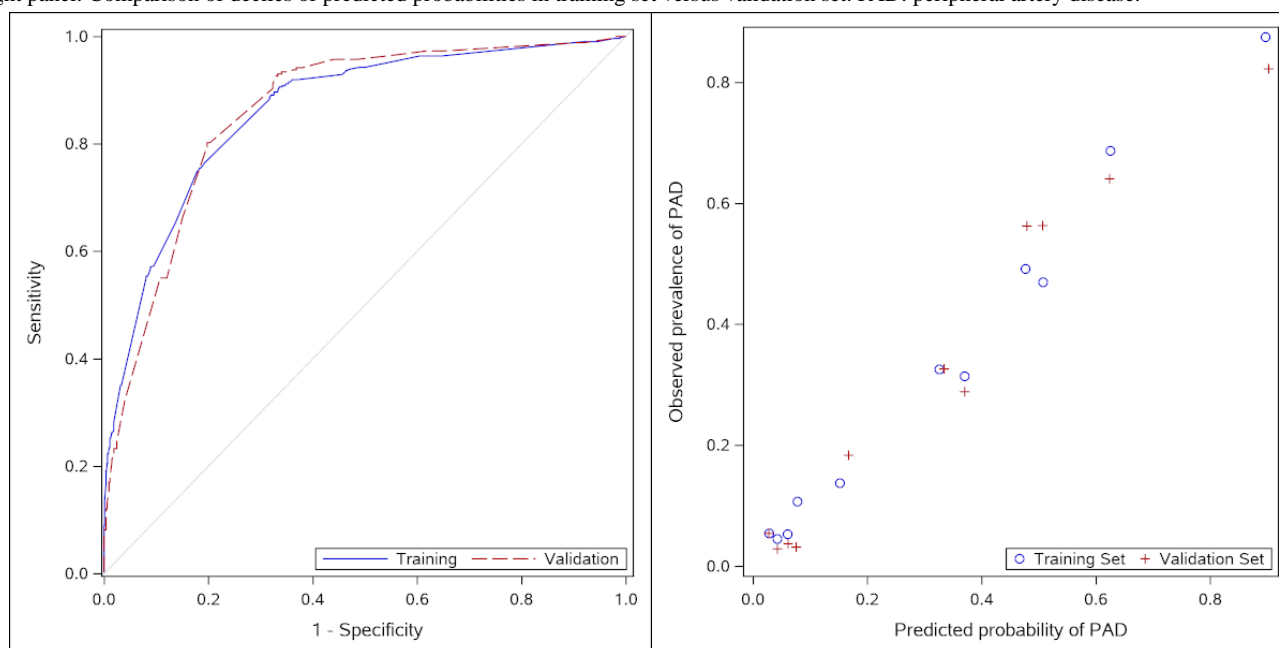 ght panel: Comparison of deciles of predicted probabilities in training set versus validation set. PAD: peripheral artery disease.
1.0
0.8
0.6
0.4
0.2
0.0
Sensitivity
Training Validation
0.0 0.2 0.4 0.6 0.8 1.0
1 - Specificity
0.8
0.6
0.4
0.2
0.0
Observed prevalence of PAD
Training Set Validation Set
0.0 0.2 0.4 0.6 0.8
Predicted probability of PAD